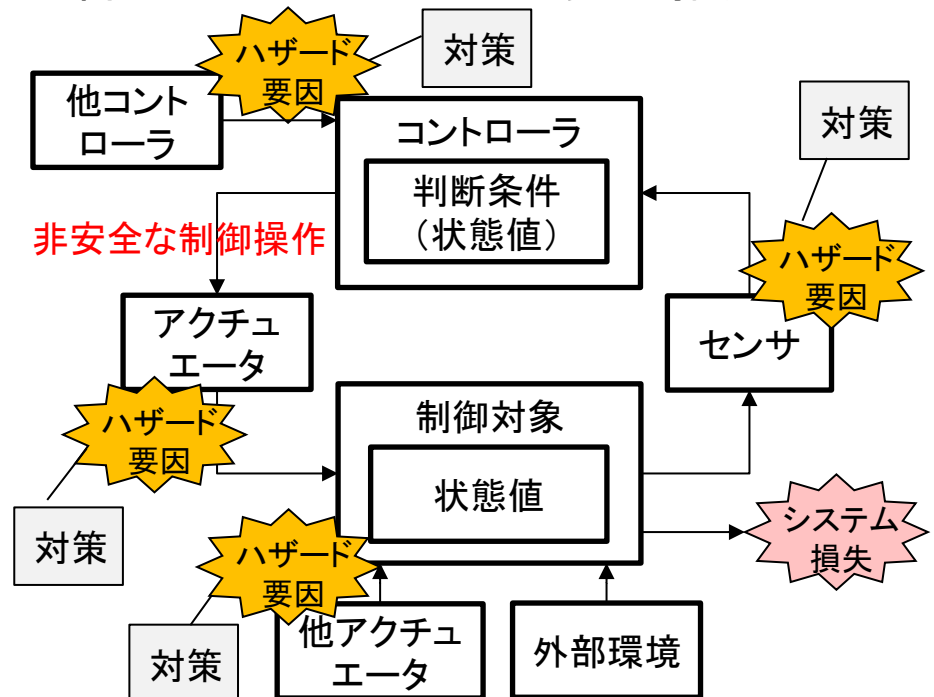 ハザード
要因
対策
他コント
ローラ
コントローラ
対策
判断条件
（状態値）
非安全な制御操作
ハザード
要因
アクチュ
エータ
センサ
ハザード
要因
制御対象
状態値
対策
システム
損失
ハザード
要因
対策
他アクチュ
エータ
外部環境